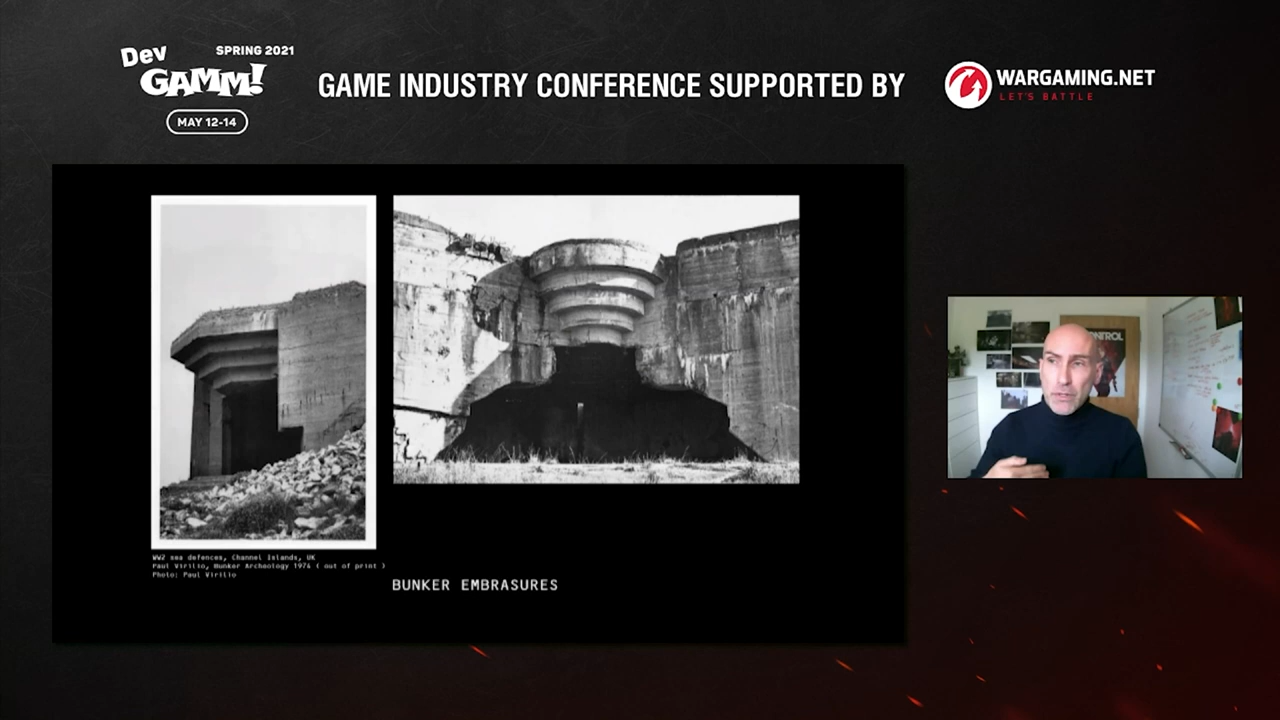 Dev
GAMM!
SPRING 2021
MAY 12-14
GAME INDUSTRY CONFERENCE SUPPORTED BY
WARGAMING.NET
LET'S BATTLE
WW2 sea defences, Channel Islands, UK
Paul Virilio, Bunker Archeology 1976 ( out of print )
Photo: Paul Virilio
BUNKER EMBRASURES